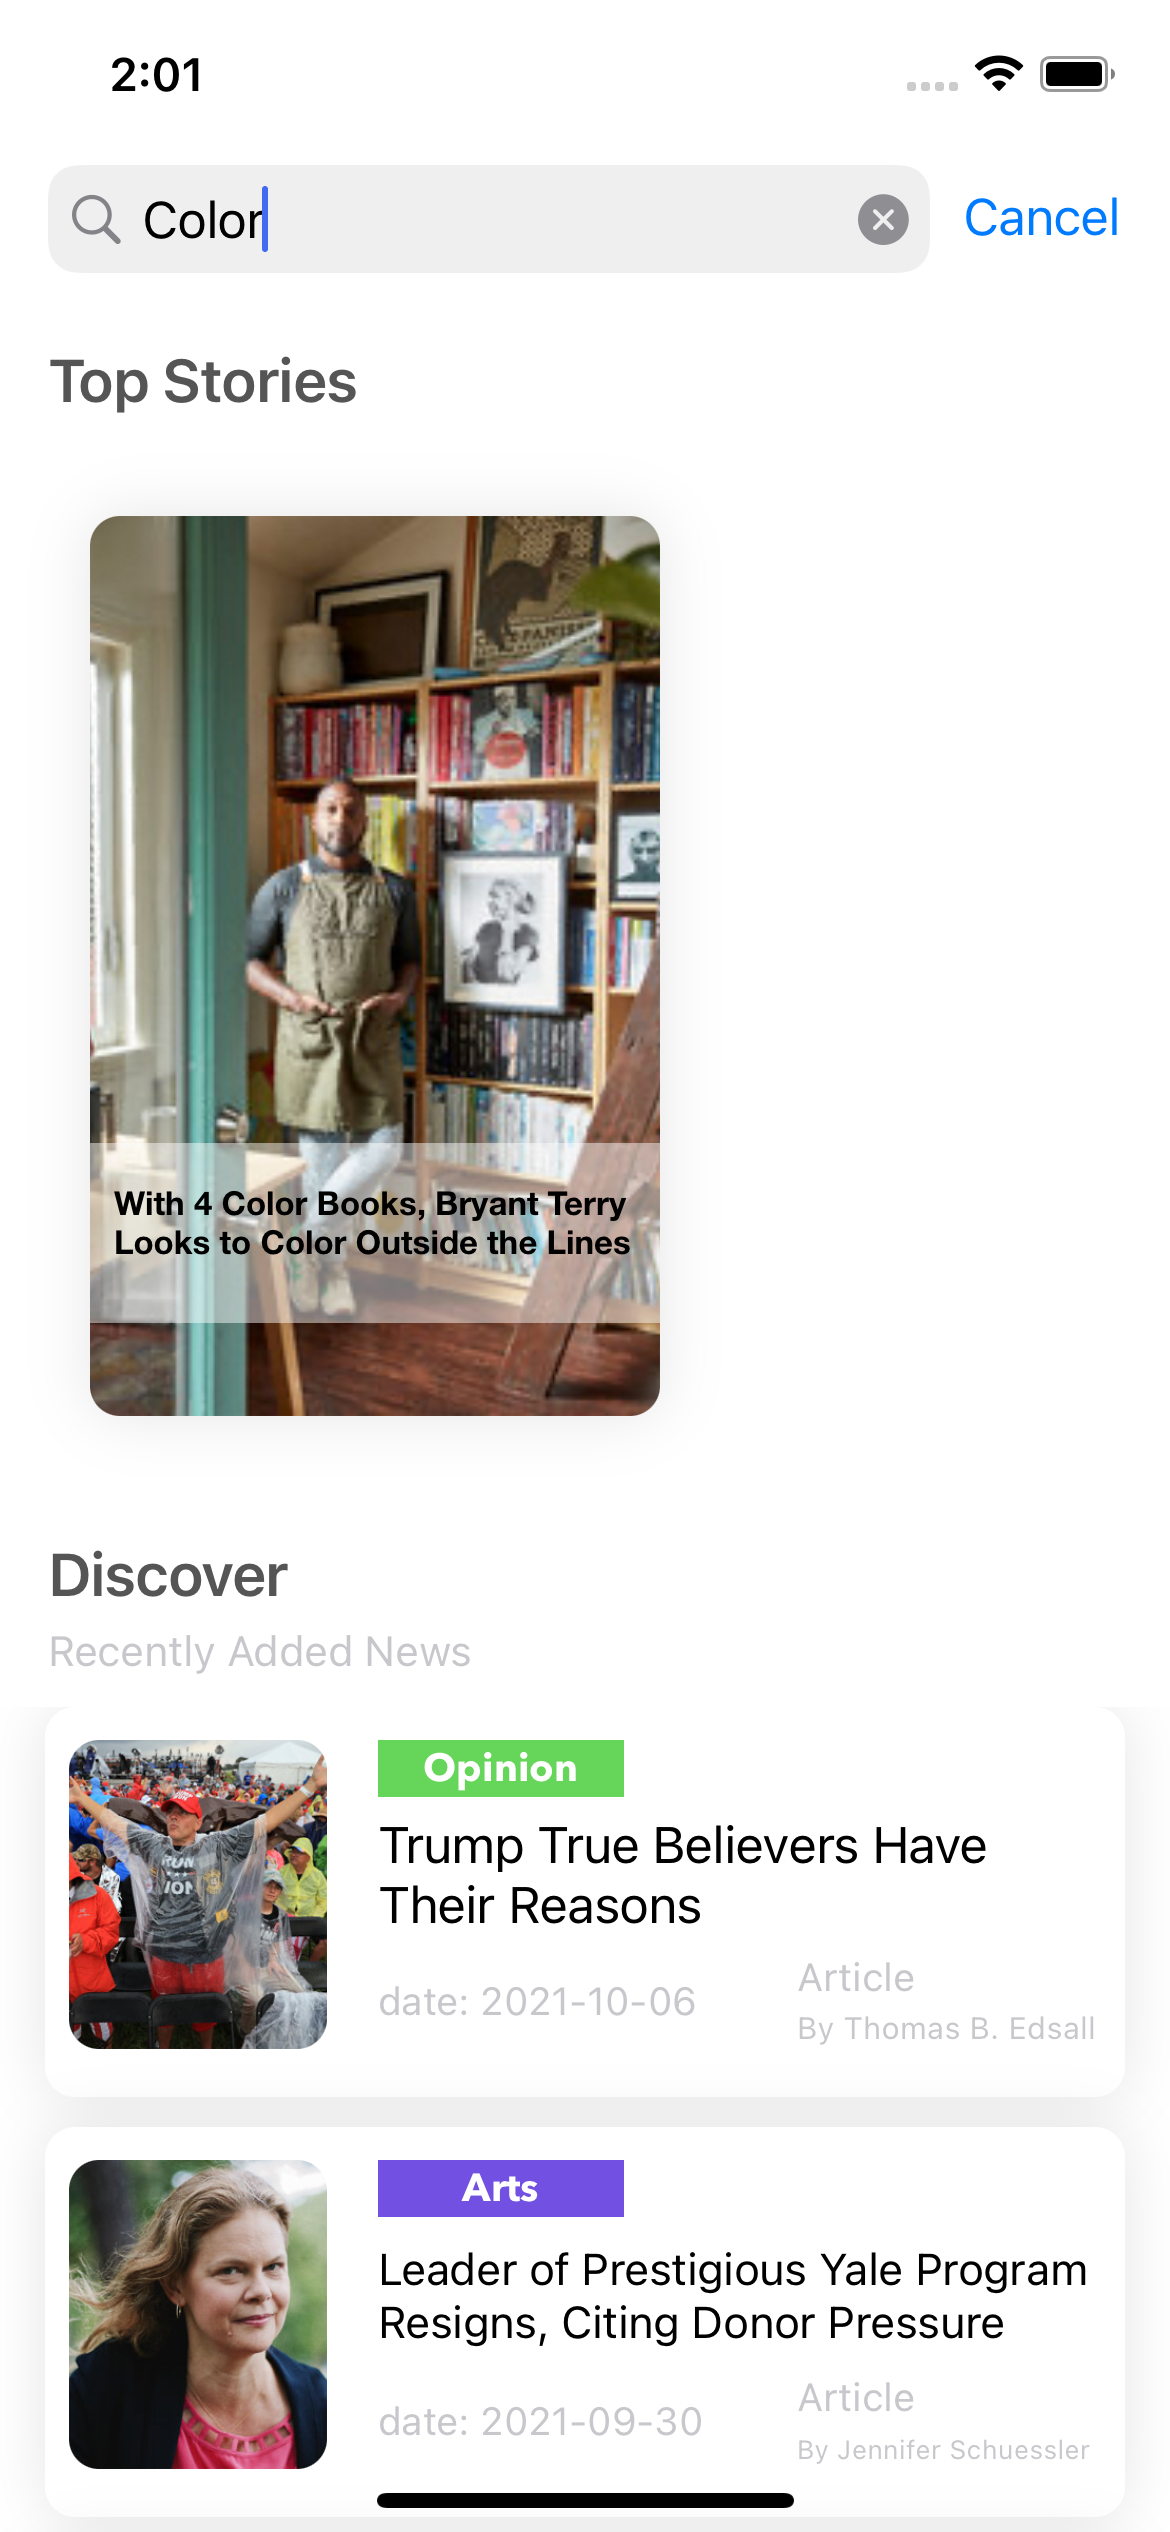 2:01
Color
Cancel
Top Stories
SPANISH
With 4 Color Books, Bryant Terry
Looks to Color Outside the Lines
Discover
Recently Added News
Opinion
Trump True Believers Have
Their Reasons
date: 2021-10-06
Article
By Thomas B. Edsall
Arts
Leader of Prestigious Yale Program
Resigns, Citing Donor Pressure
date: 2021-09-30
Article
By Jennifer Schuessler